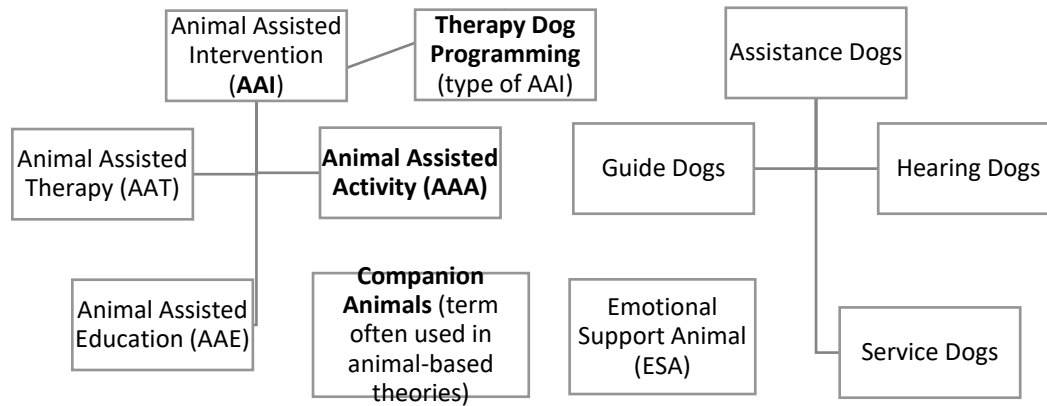 Animal Assisted
Intervention
(AAI)
Therapy Dog
Programming
(type of AAI)
Assistance Dogs
Animal Assisted
Therapy (AAT)
Animal Assisted
Activity (AAA)
Guide Dogs
Hearing Dogs
Animal Assisted
Education (AAE)
Companion
Animals (term
often used in
animal-based
theories)
Emotional
Support Animal
(ESA)
Service Dogs